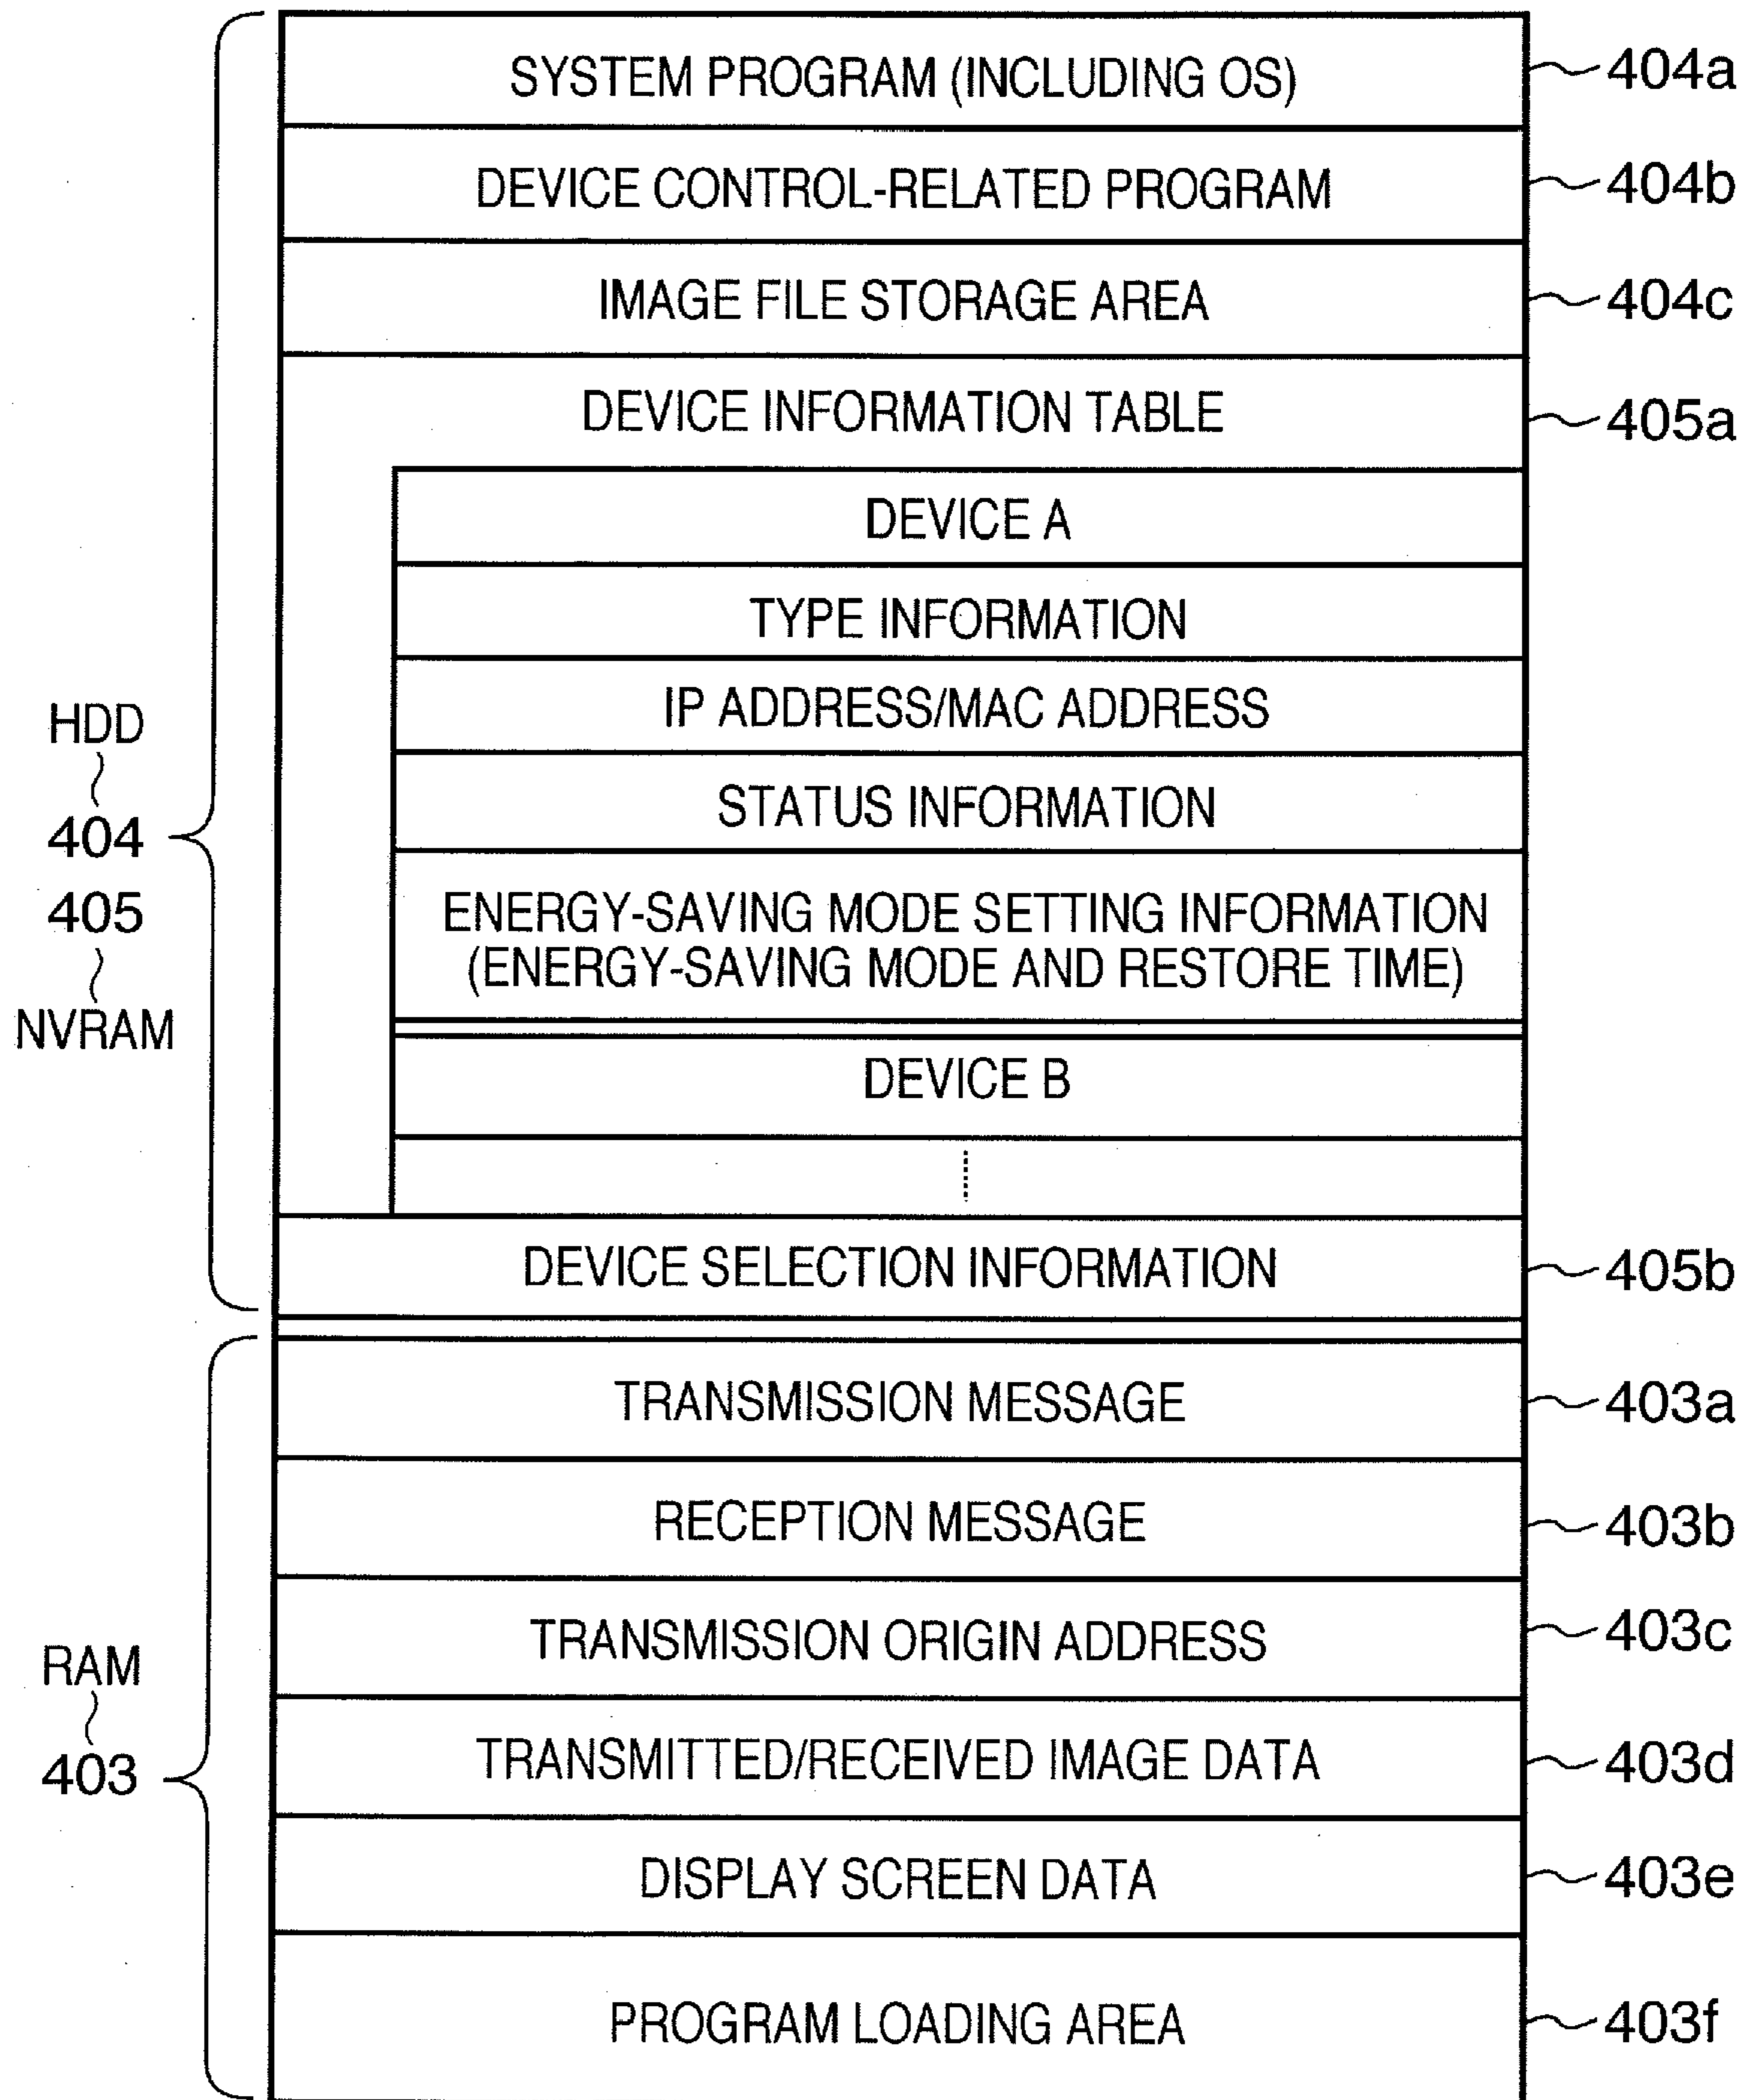 SYSTEM PROGRAM (INCLUDING OS)
404a
DEVICE CONTROL-RELATED PROGRAM
404b
IMAGE FILE STORAGE AREA
404c
DEVICE INFORMATION TABLE
405a
DEVICE A
TYPE INFORMATION
IP ADDRESS/MAC ADDRESS
STATUS INFORMATION
ENERGY-SAVING MODE SETTING INFORMATION
(ENERGY-SAVING MODE AND RESTORE TIME)
DEVICE B
HDD
404
405
NVRAM
DEVICE SELECTION INFORMATION
405b
TRANSMISSION MESSAGE
403a
RECEPTION MESSAGE
403b
TRANSMISSION ORIGIN ADDRESS
403c
RAM
403
TRANSMITTED/RECEIVED IMAGE DATA
403d
DISPLAY SCREEN DATA
403e
PROGRAM LOADING AREA
403f